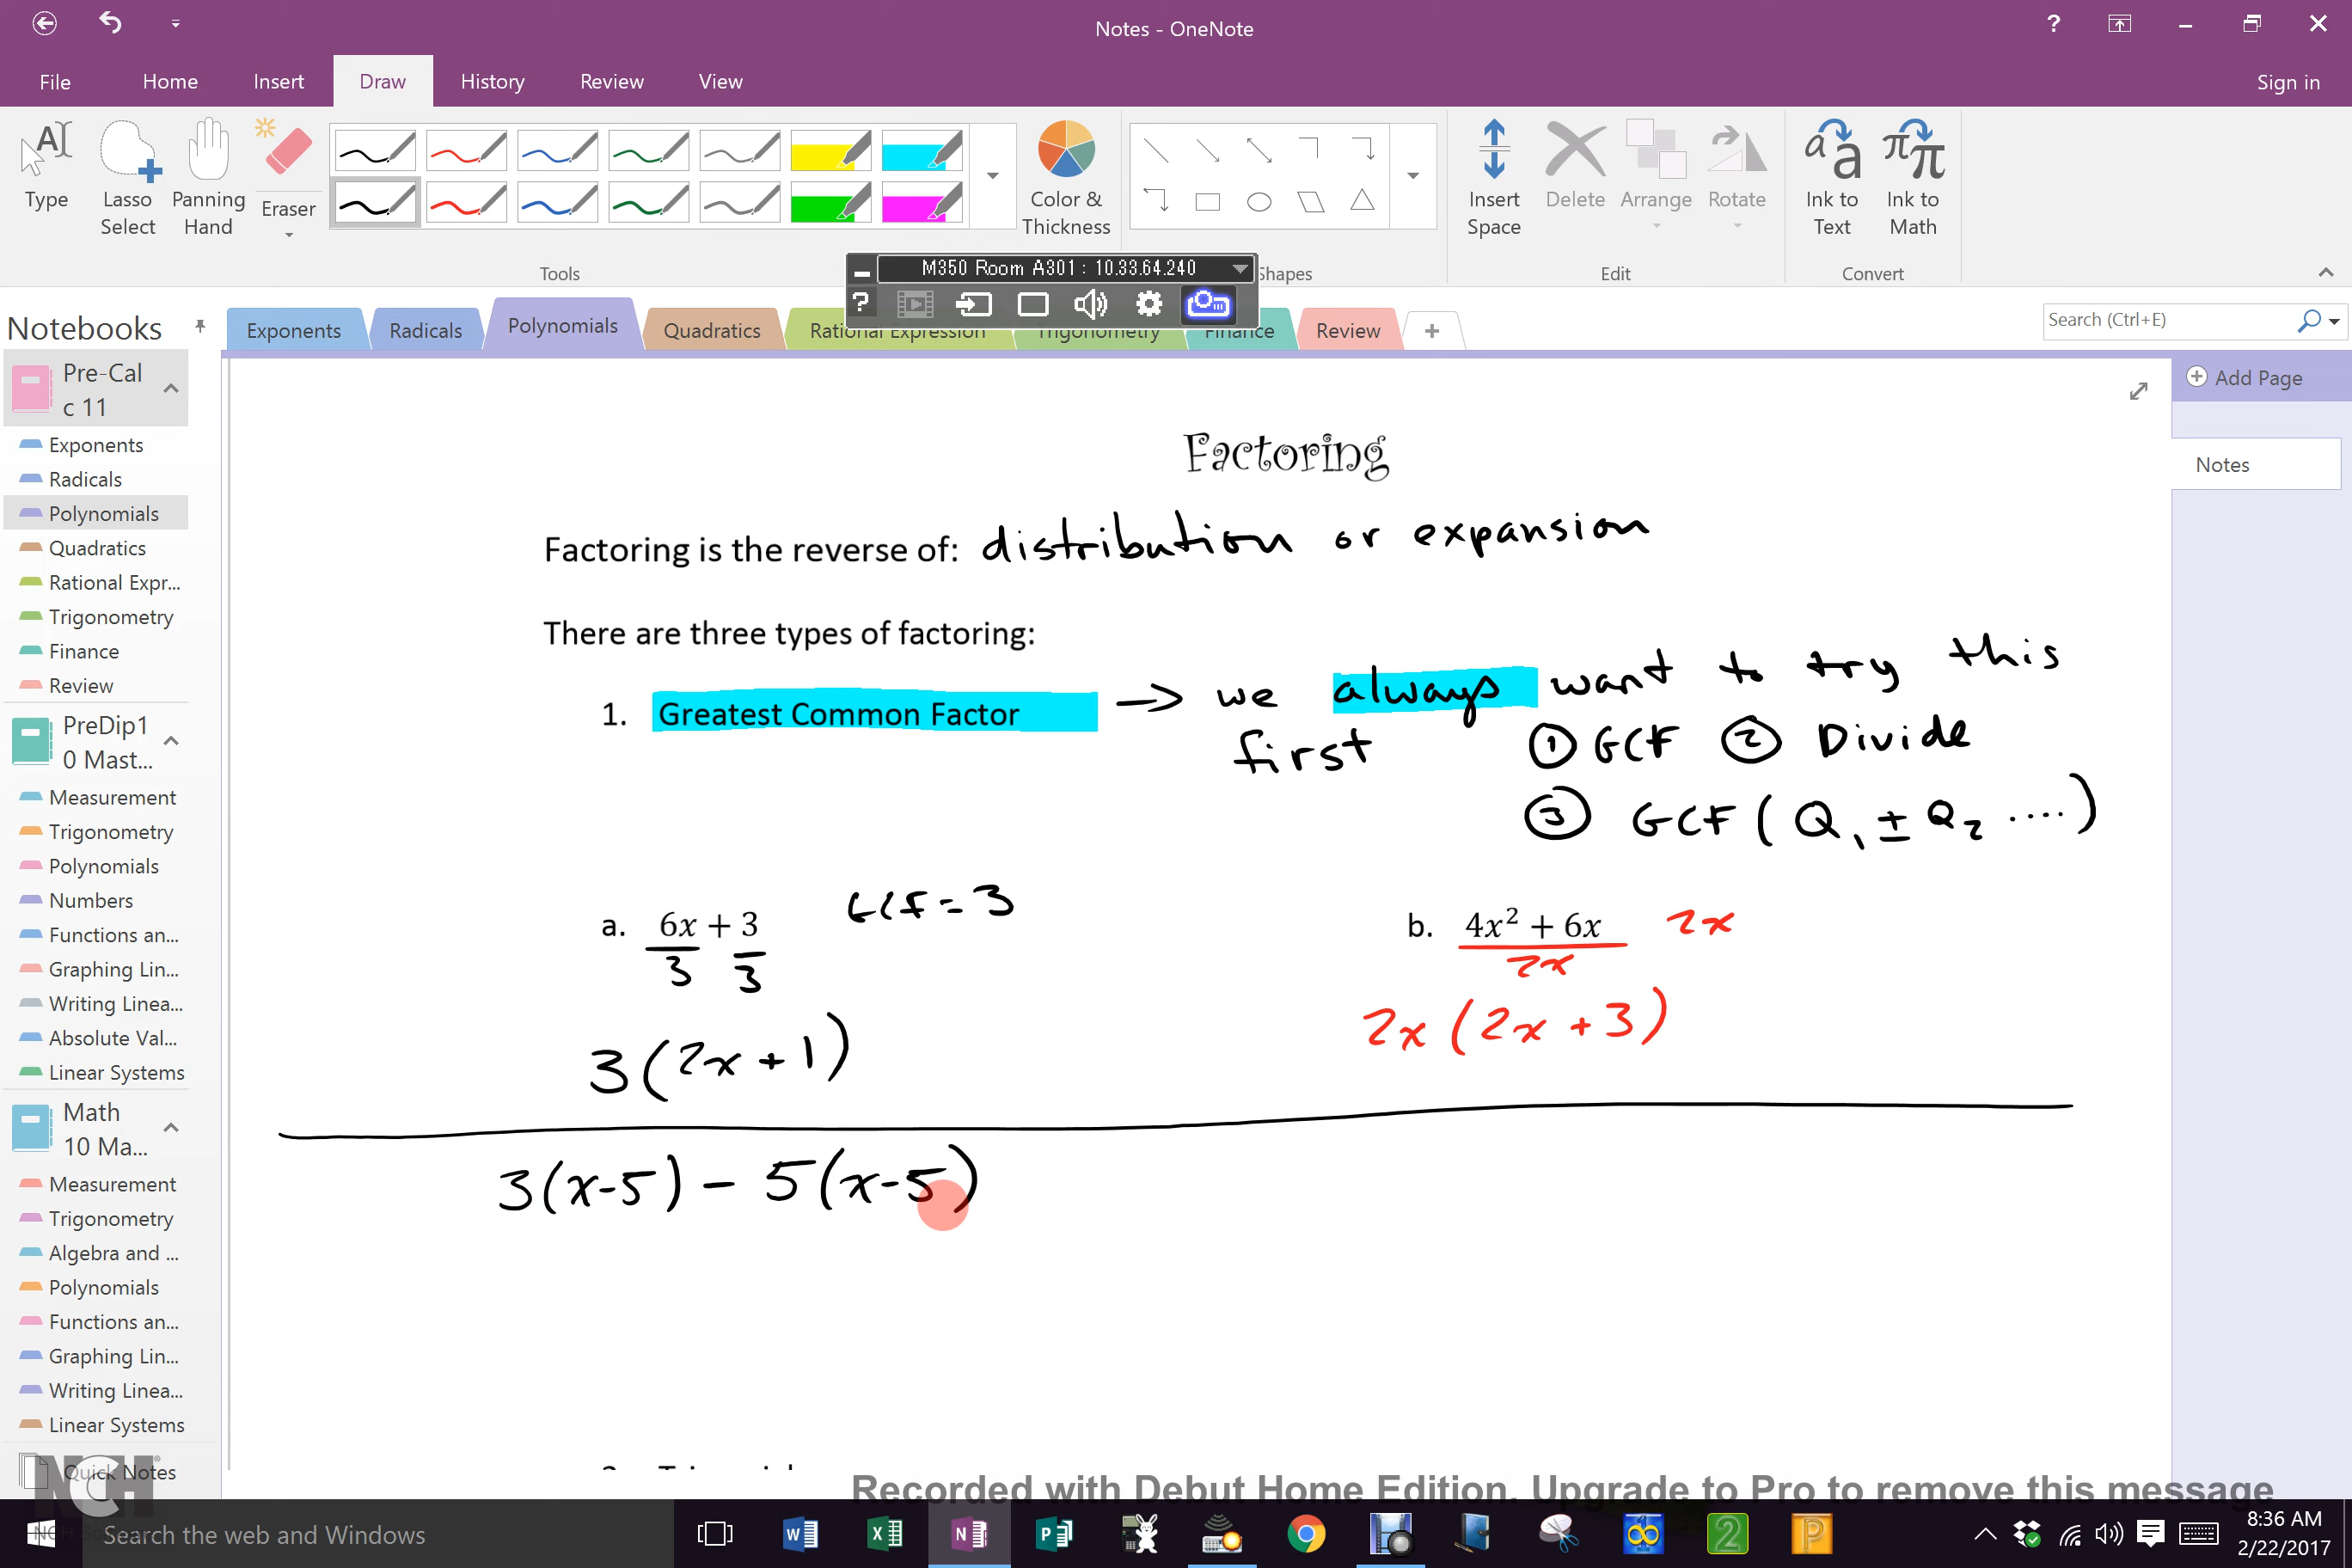 Notes - OneNote
File Home Insert Draw History Review View Sign in
Type Lasso Select Panning Hand Eraser Color & Thickness Insert Space Delete Arrange Rotate Ink to Text Ink to Math
Tools Shapes Edit Convert
M350 Room A301 : 10.33.64.240
Notebooks
Exponents Radicals Polynomials Quadratics Rational Expression Trigonometry Finance Review
Search (Ctrl+E)
Add Page
Notes
Pre-Cal
c 11
Exponents
Radicals
Polynomials
Quadratics
Rational Expr...
Trigonometry
Finance
Review
PreDip1
0 Mast...
Measurement
Trigonometry
Polynomials
Numbers
Functions an...
Graphing Lin...
Writing Linea...
Absolute Val...
Linear Systems
Math
10 Ma...
Measurement
Trigonometry
Algebra and ...
Polynomials
Functions an...
Graphing Lin...
Writing Linea...
Linear Systems
Quick Notes
Factoring
Factoring is the reverse of: distribution or expansion
There are three types of factoring:
1. Greatest Common Factor → we always want to try this
first ① GCF ② Divide
③ GCF ( Q₁ ± Q₂ ....)
a. 6x + 3 GCF = 3
3 3
3(2x + 1)
b. 4x² + 6x 2x
2x
2x(2x + 3)
3(x-5) - 5(x-5)
Recorded with Debut Home Edition. Upgrade to Pro to remove this message
NCH
Search the web and Windows
8:36 AM
2/22/2017